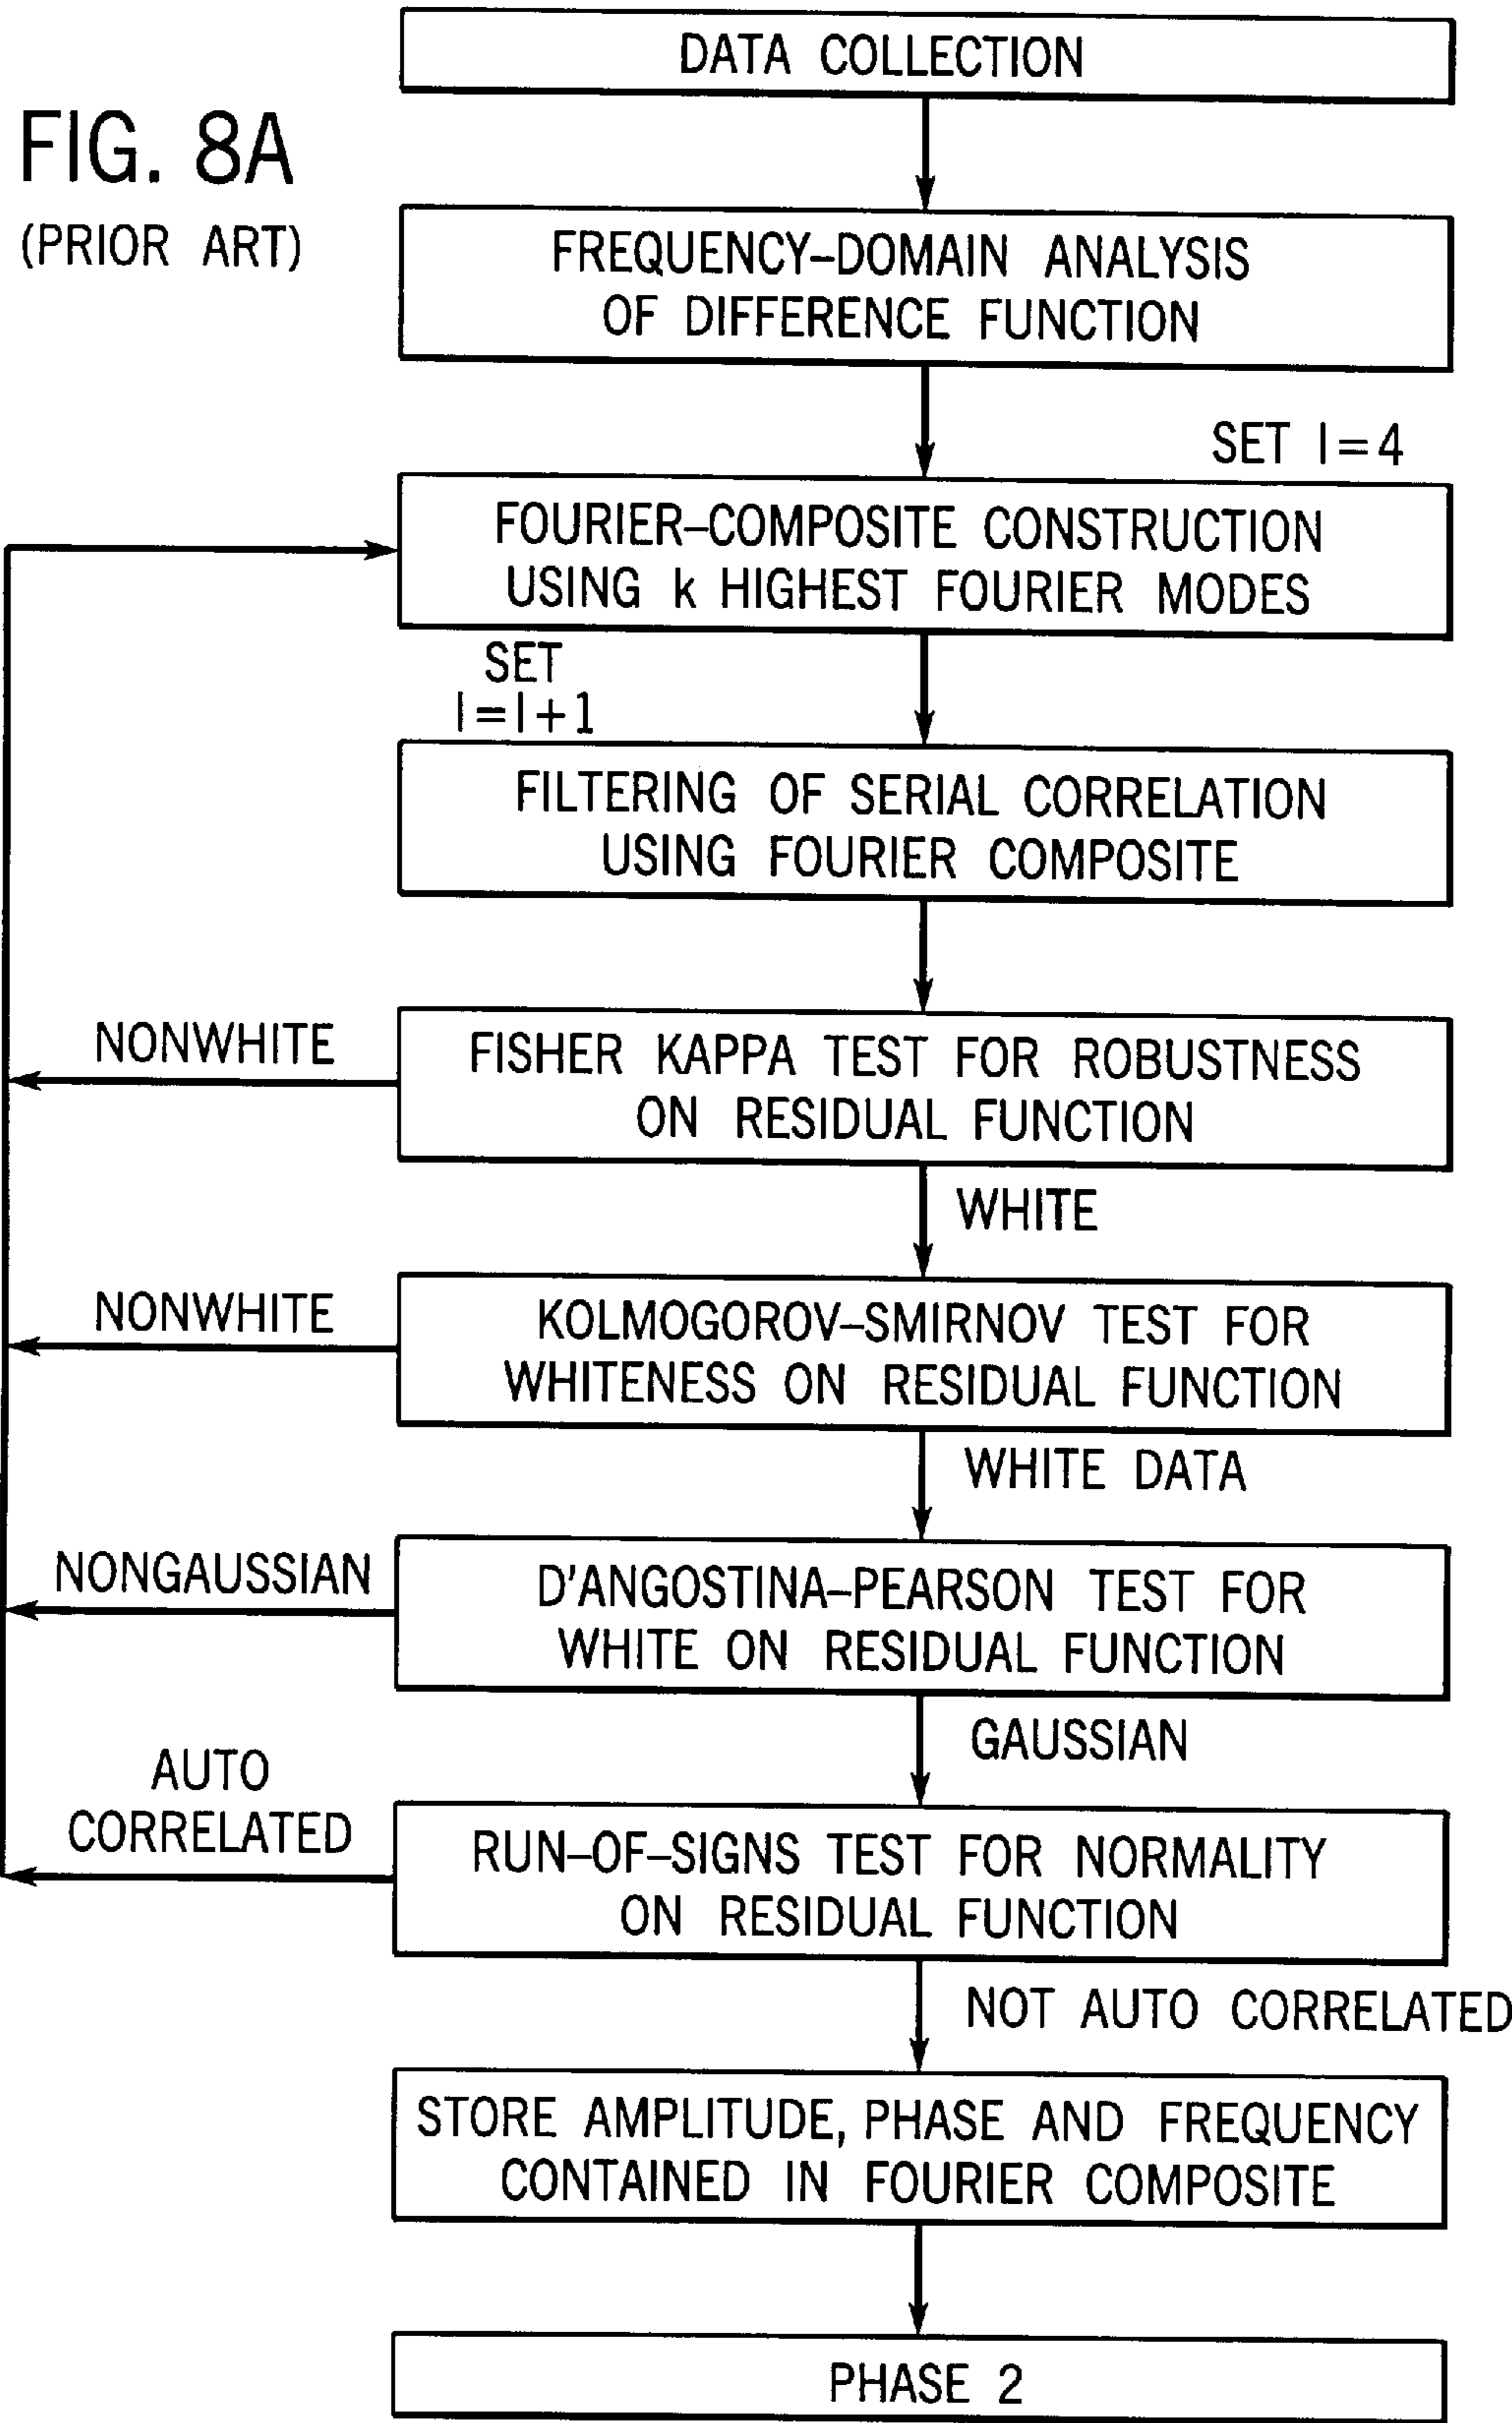 DATA COLLECTION
FIG. 8A
(PRIOR ART)
FREQUENCY–DOMAIN ANALYSIS
OF DIFFERENCE FUNCTION
SET I=4
FOURIER–COMPOSITE CONSTRUCTION
USING k HIGHEST FOURIER MODES
SET
I=I+1
FILTERING OF SERIAL CORRELATION
USING FOURIER COMPOSITE
NONWHITE
FISHER KAPPA TEST FOR ROBUSTNESS
ON RESIDUAL FUNCTION
WHITE
NONWHITE
KOLMOGOROV–SMIRNOV TEST FOR
WHITENESS ON RESIDUAL FUNCTION
WHITE DATA
NONGAUSSIAN
D'ANGOSTINA–PEARSON TEST FOR
WHITE ON RESIDUAL FUNCTION
GAUSSIAN
AUTO
CORRELATED
RUN–OF–SIGNS TEST FOR NORMALITY
ON RESIDUAL FUNCTION
NOT AUTO CORRELATED
STORE AMPLITUDE, PHASE AND FREQUENCY
CONTAINED IN FOURIER COMPOSITE
PHASE 2